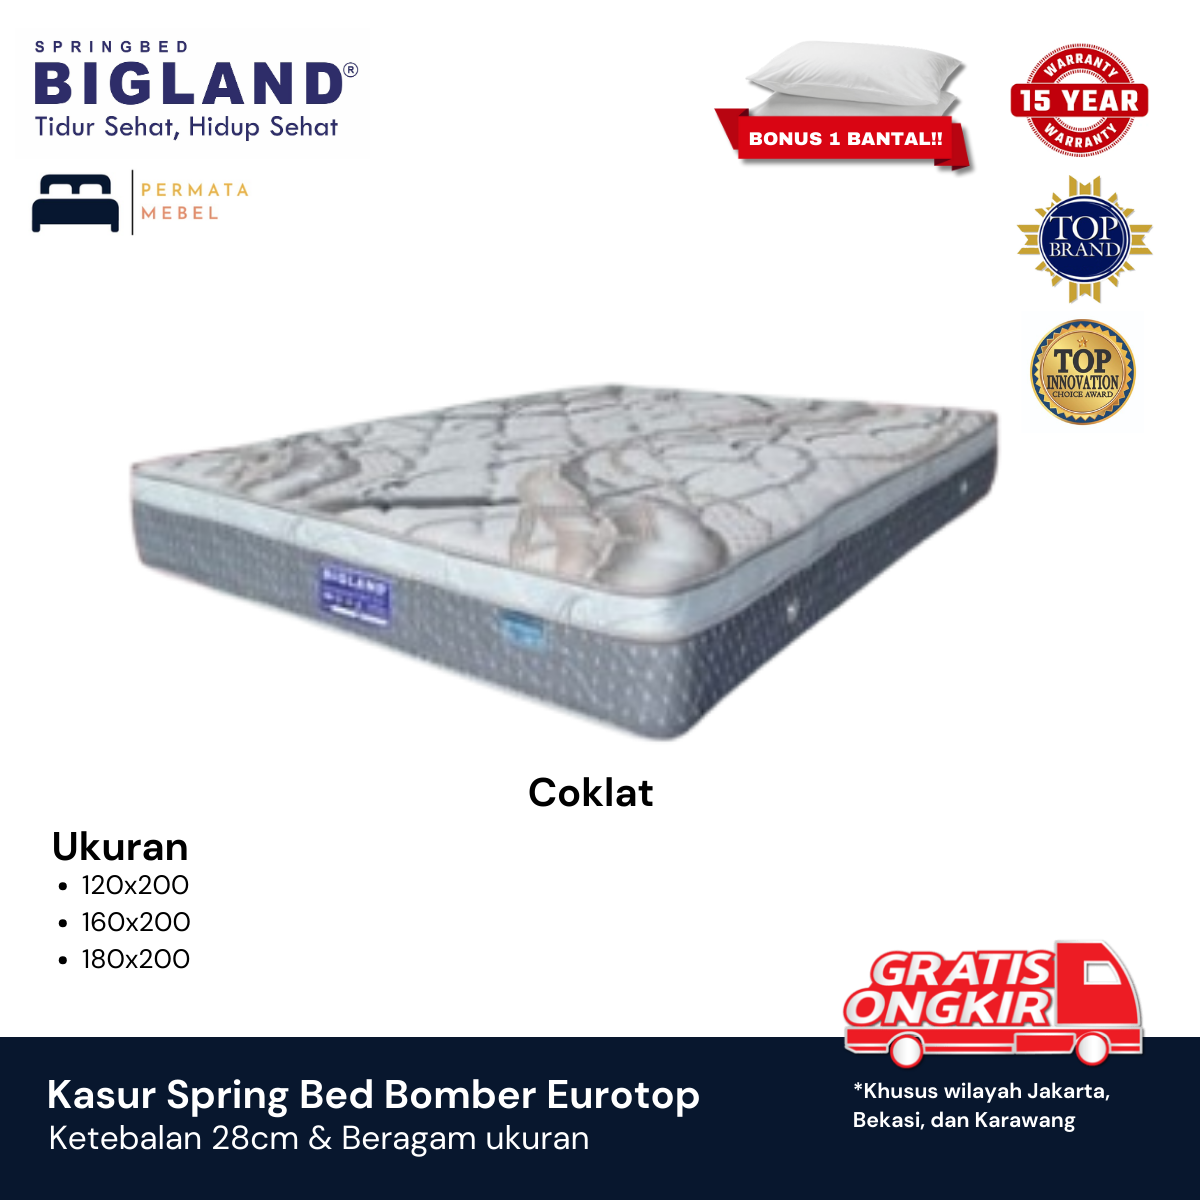 SPRINGBED
BIGLAND®
Tidur Sehat, Hidup Sehat
PERMATA
MEBEL
BONUS 1 BANTAL!!
WARRANTY
15 YEAR
WARRANTY
TOP
BRAND
TOP
INNOVATION
CHOICE AWARD
BIGLAND
Coklat
Ukuran
• 120x200
• 160x200
• 180x200
GRATIS
ONGKIR
Kasur Spring Bed Bomber Eurotop
Ketebalan 28cm & Beragam ukuran
*Khusus wilayah Jakarta,
Bekasi, dan Karawang